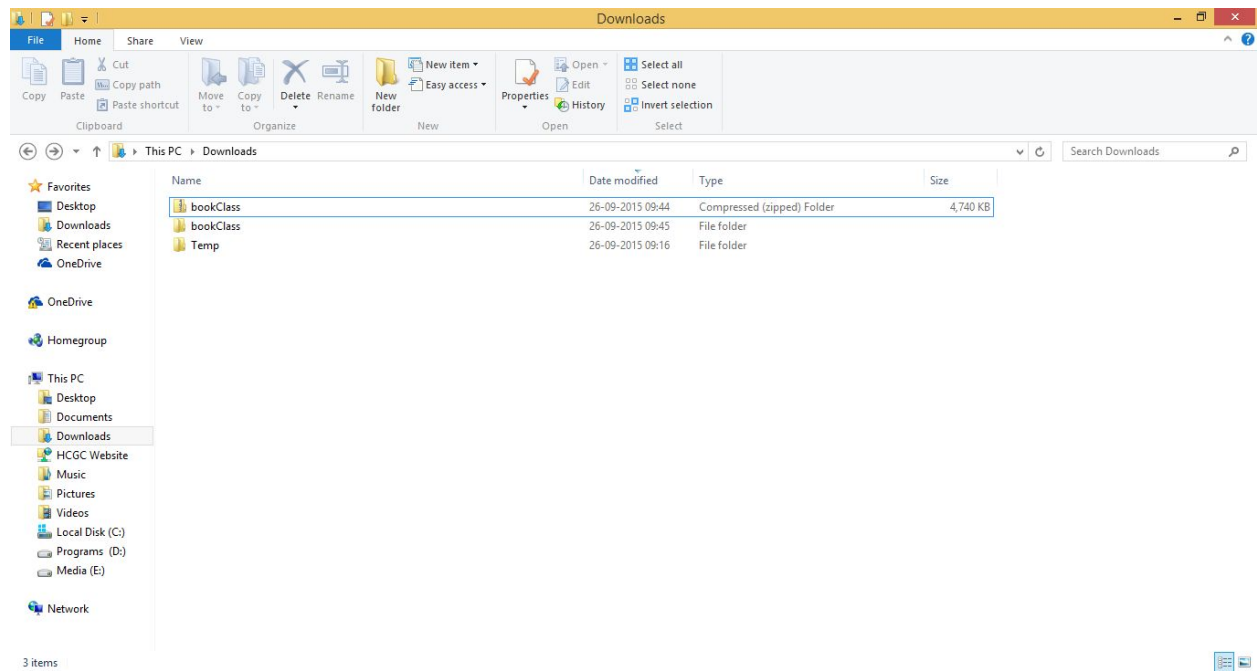 Downloads
File Home Share View
Copy Paste Cut Copy path Paste shortcut Move to Copy to Delete Rename New folder New item Easy access Properties Open Edit History Select all Select none Invert selection
Clipboard Organize New Open Select
This PC Downloads Search Downloads
Name Date modified Type Size
bookClass 26-09-2015 09:44 Compressed (zipped) Folder 4,740 KB
bookClass 26-09-2015 09:45 File folder
Temp 26-09-2015 09:16 File folder
Favorites
Desktop
Downloads
Recent places
OneDrive
OneDrive
Homegroup
This PC
Desktop
Documents
Downloads
HCGC Website
Music
Pictures
Videos
Local Disk (C:)
Programs (D:)
Media (E:)
Network
3 items